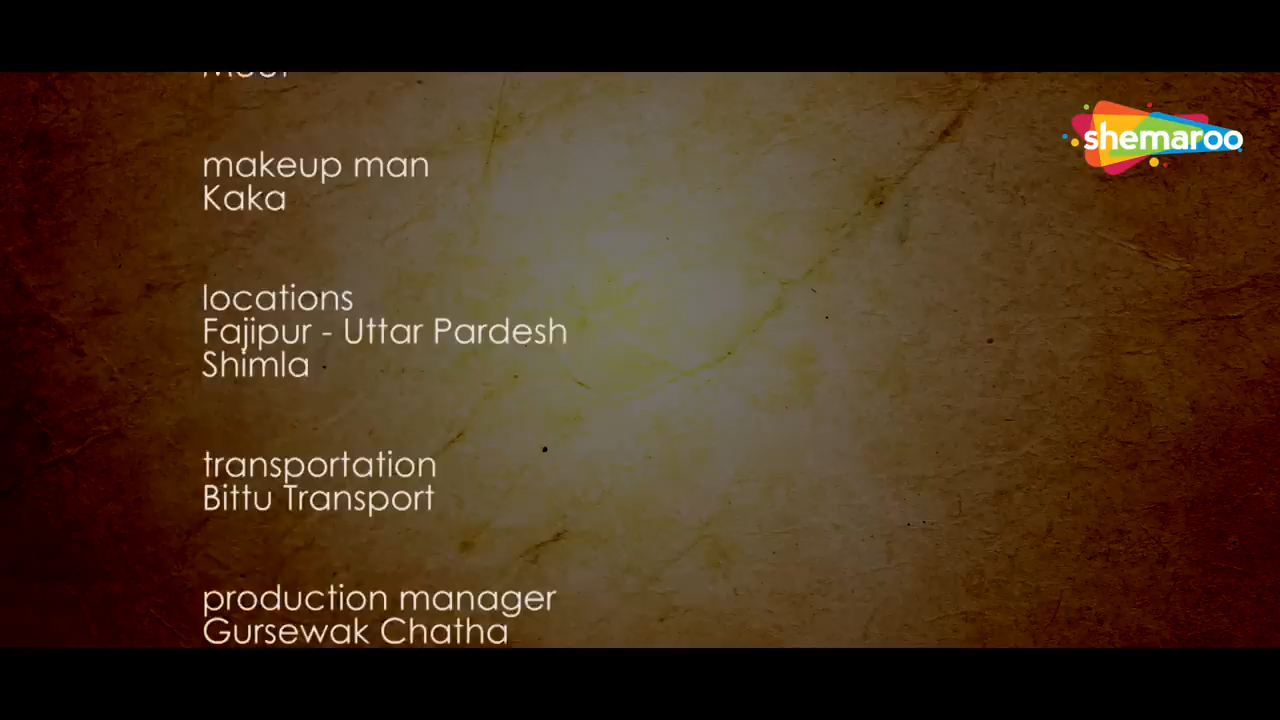 shemaroo
makeup man
Kaka
locations
Fajipur - Uttar Pardesh
Shimla
transportation
Bittu Transport
production manager
Gursewak Chatha